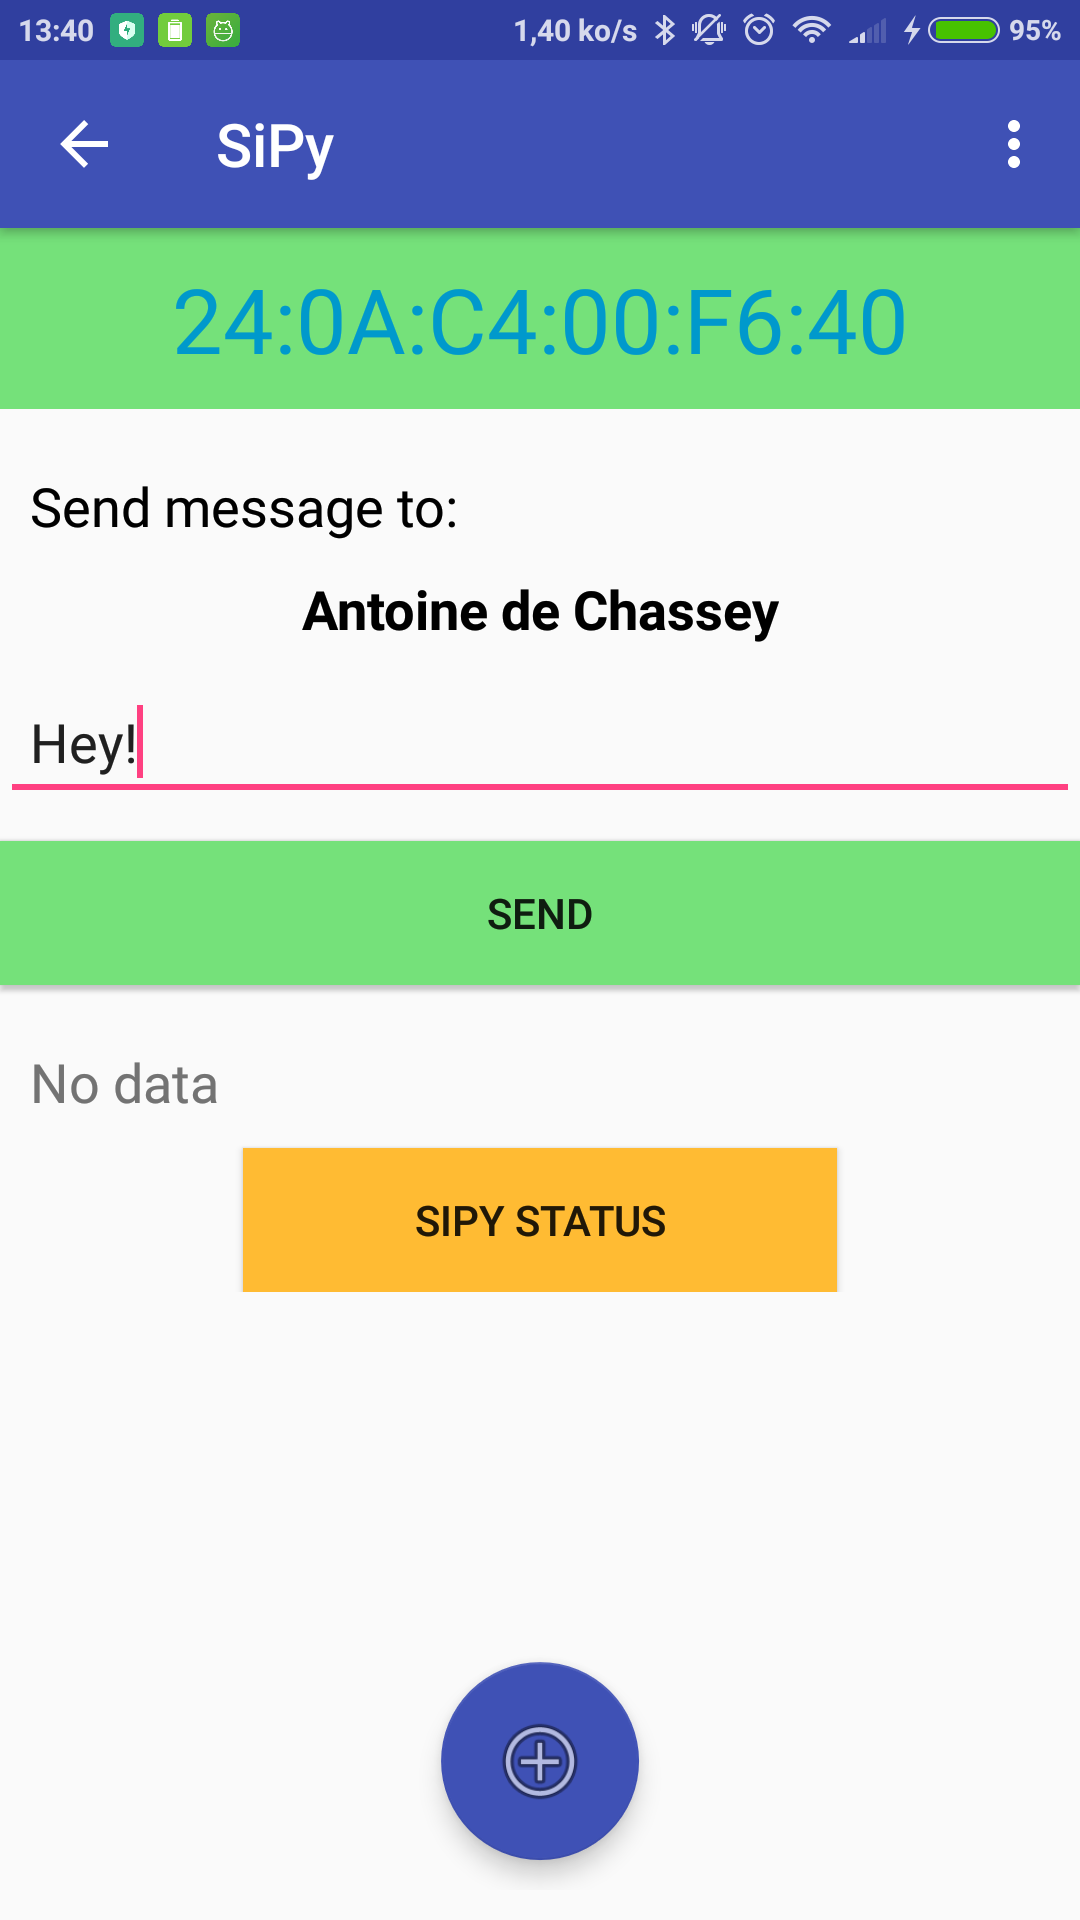 13:40 1,40 ko/s 95%
SiPy
24:0A:C4:00:F6:40
Send message to:
Antoine de Chassey
Hey!
SEND
No data
SIPY STATUS